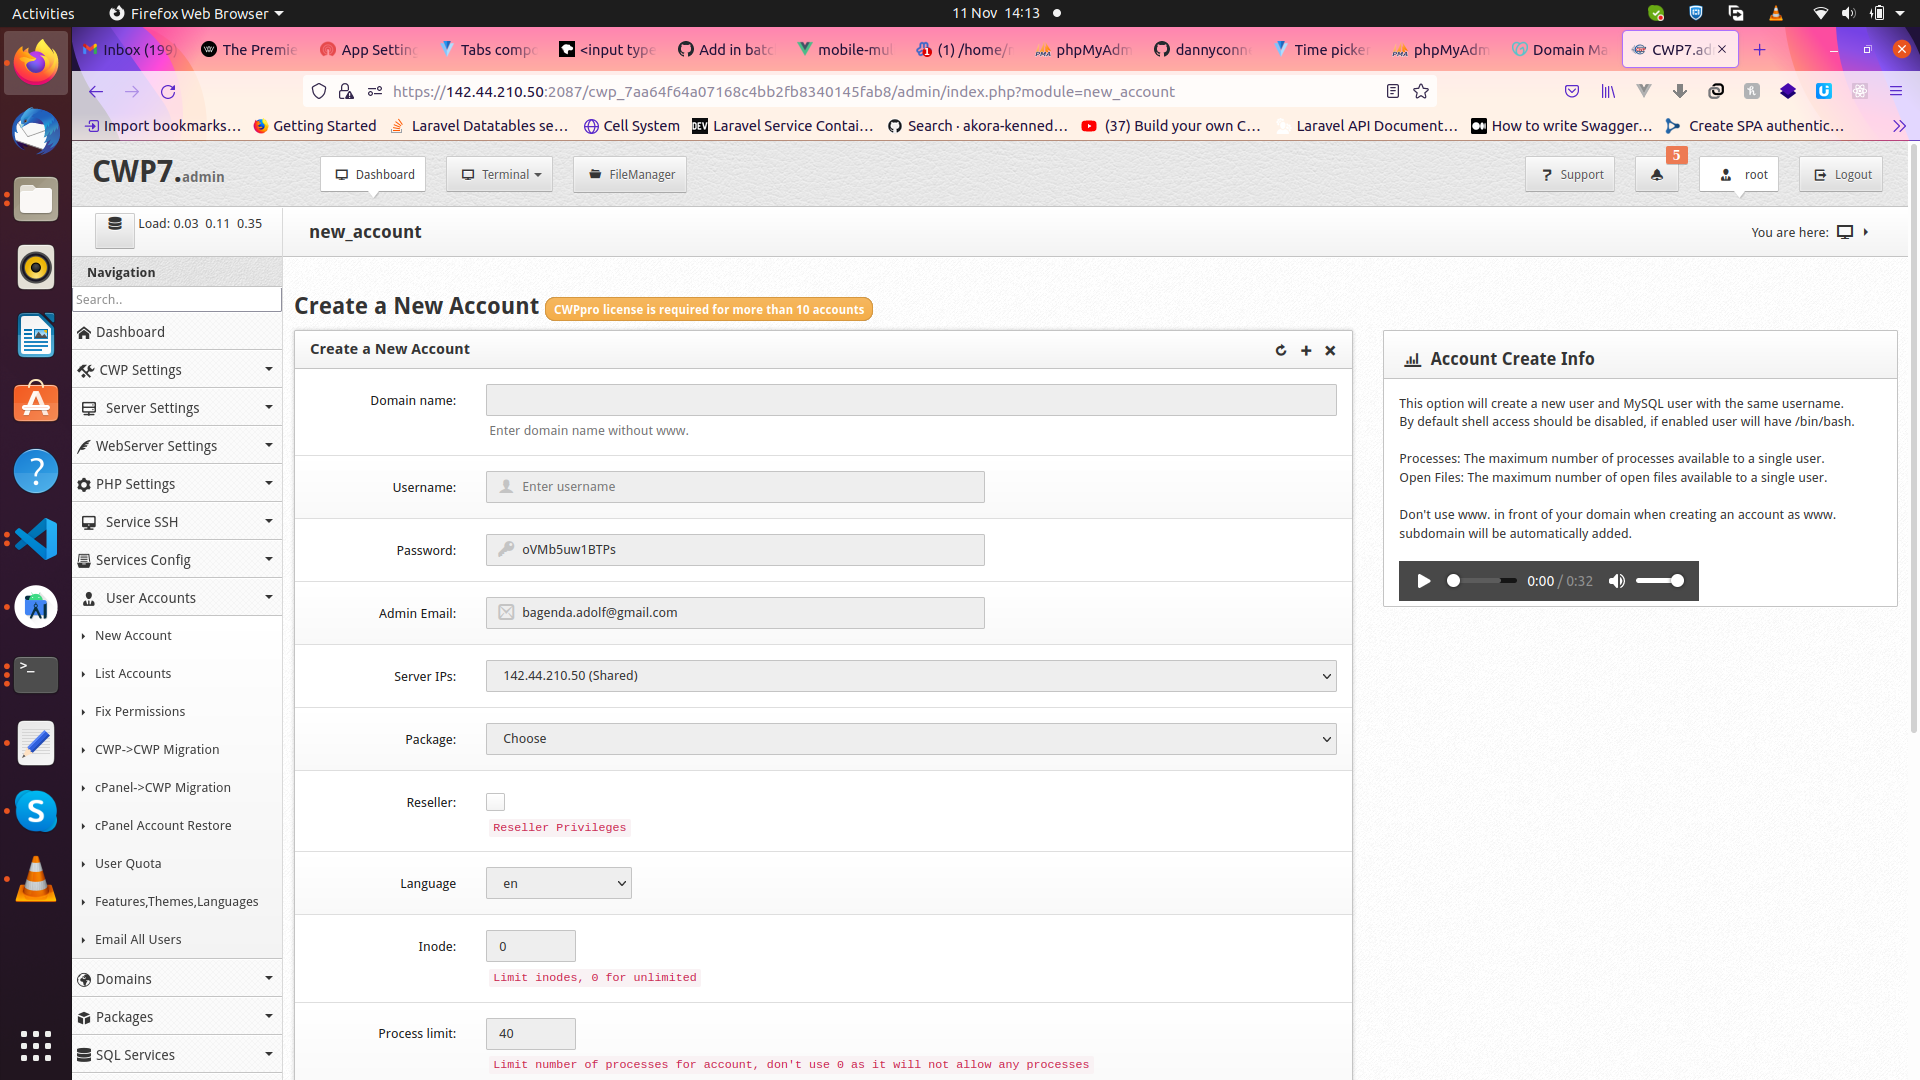 Activities
Firefox Web Browser
11 Nov 14:13
Inbox (199)
The Premie
App Setting
Tabs comp
<input type
Add in batc
mobile-mul
(1) /home/r
phpMyAdm
dannyconn
Time picker
phpMyAdm
Domain Ma
CWP7.ad
https://142.44.210.50:2087/cwp_7aa64f64a07168c4bb2fb8340145fab8/admin/index.php?module=new_account
Import bookmarks…
Getting Started
Laravel Datatables se…
Cell System
DEV
Laravel Service Contai…
Search · akora-kenned…
(37) Build your own C…
Laravel API Document…
How to write Swagger…
Create SPA authentic…
CWP7.admin
Dashboard
Terminal
FileManager
Support
5
root
Logout
Load: 0.03 0.11 0.35
new_account
You are here:
Navigation
Search..
Dashboard
CWP Settings
Server Settings
WebServer Settings
PHP Settings
Service SSH
Services Config
User Accounts
New Account
List Accounts
Fix Permissions
CWP->CWP Migration
cPanel->CWP Migration
cPanel Account Restore
User Quota
Features,Themes,Languages
Email All Users
Domains
Packages
SQL Services
Create a New Account
CWPpro license is required for more than 10 accounts
Create a New Account
Domain name:
Enter domain name without www.
Username:
Enter username
Password:
oVMb5uw1BTPs
Admin Email:
bagenda.adolf@gmail.com
Server IPs:
142.44.210.50 (Shared)
Package:
Choose
Reseller:
Reseller Privileges
Language
en
Inode:
0
Limit inodes, 0 for unlimited
Process limit:
40
Limit number of processes for account, don't use 0 as it will not allow any processes
Account Create Info
This option will create a new user and MySQL user with the same username.
By default shell access should be disabled, if enabled user will have /bin/bash.
Processes: The maximum number of processes available to a single user.
Open Files: The maximum number of open files available to a single user.
Don't use www. in front of your domain when creating an account as www.
subdomain will be automatically added.
0:00 / 0:32